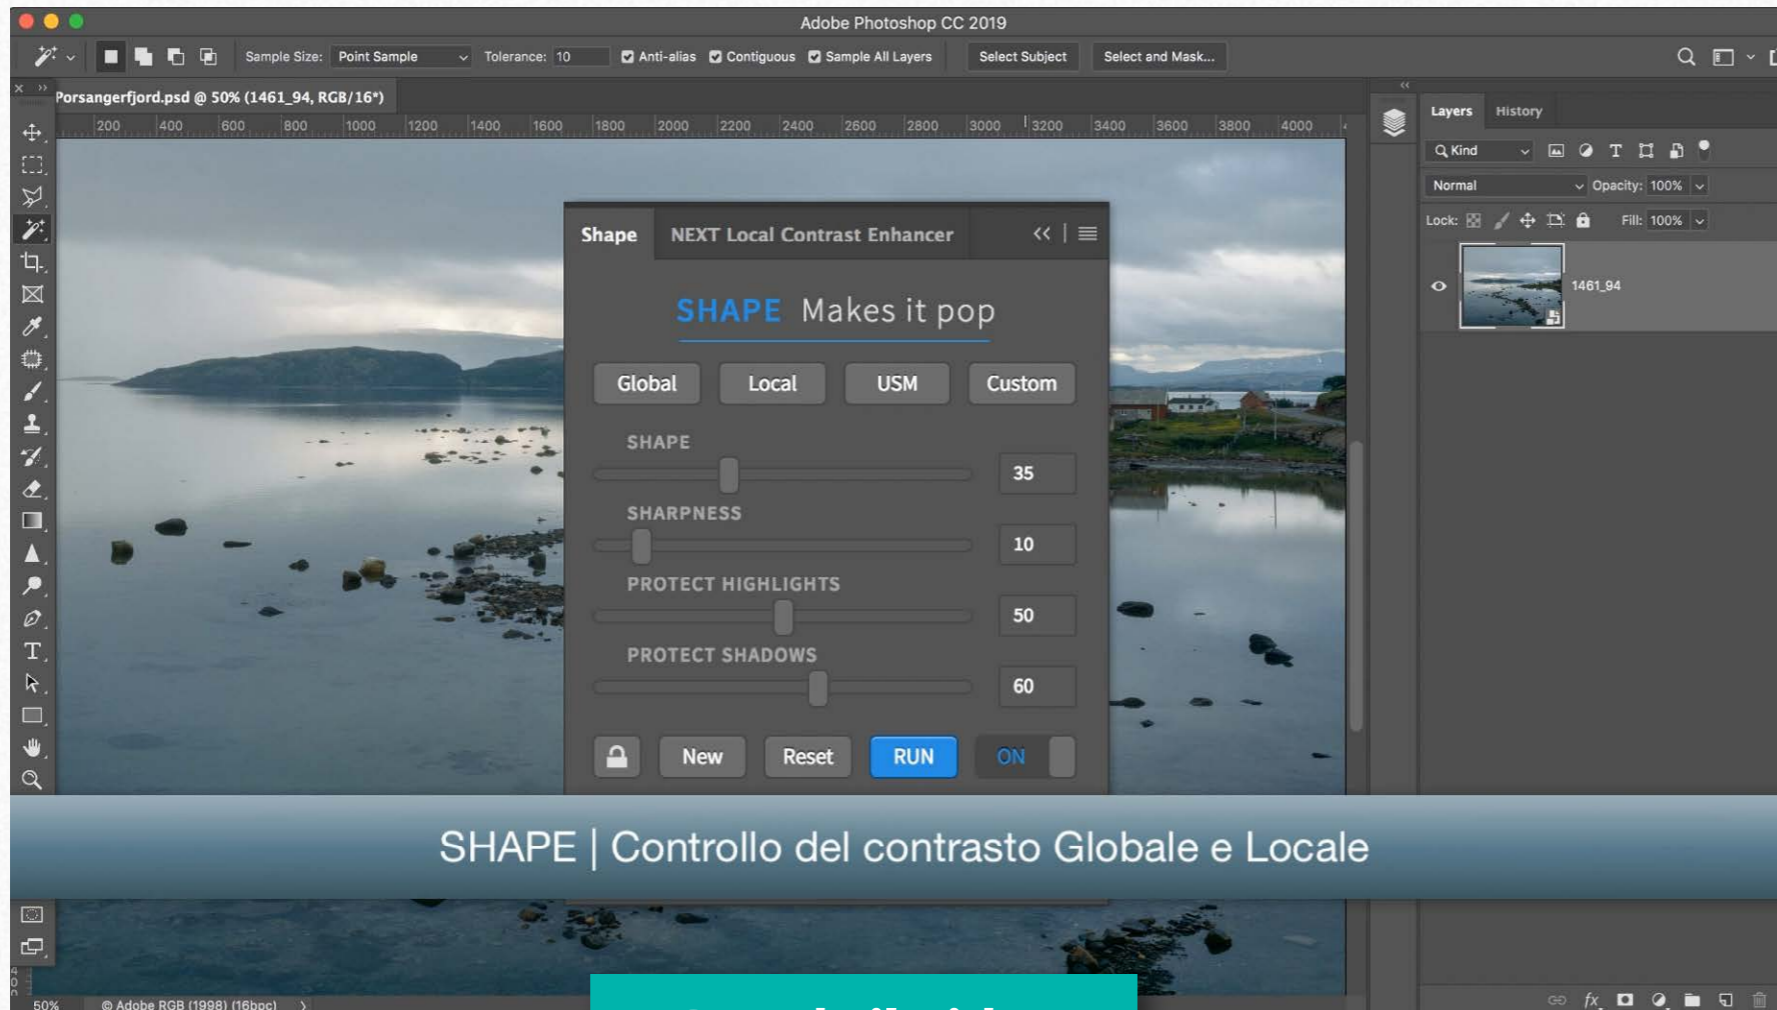 Adobe Photoshop CC 2019
Sample Size: Point Sample Tolerance: 10 Anti-alias Contiguous Sample All Layers Select Subject Select and Mask...
Porsangerfjord.psd @ 50% (1461_94, RGB/16*)
200 400 600 800 1000 1200 1400 1600 1800 2000 2200 2400 2600 2800 3000 3200 3400 3600 3800 4000
Layers History
Kind
Normal Opacity: 100%
Lock: Fill: 100%
1461_94
Shape NEXT Local Contrast Enhancer
SHAPE Makes it pop
Global Local USM Custom
SHAPE
35
SHARPNESS
10
PROTECT HIGHLIGHTS
50
PROTECT SHADOWS
60
New Reset RUN ON
SHAPE | Controllo del contrasto Globale e Locale
50% © Adobe RGB (1998) (16bpc)
fx